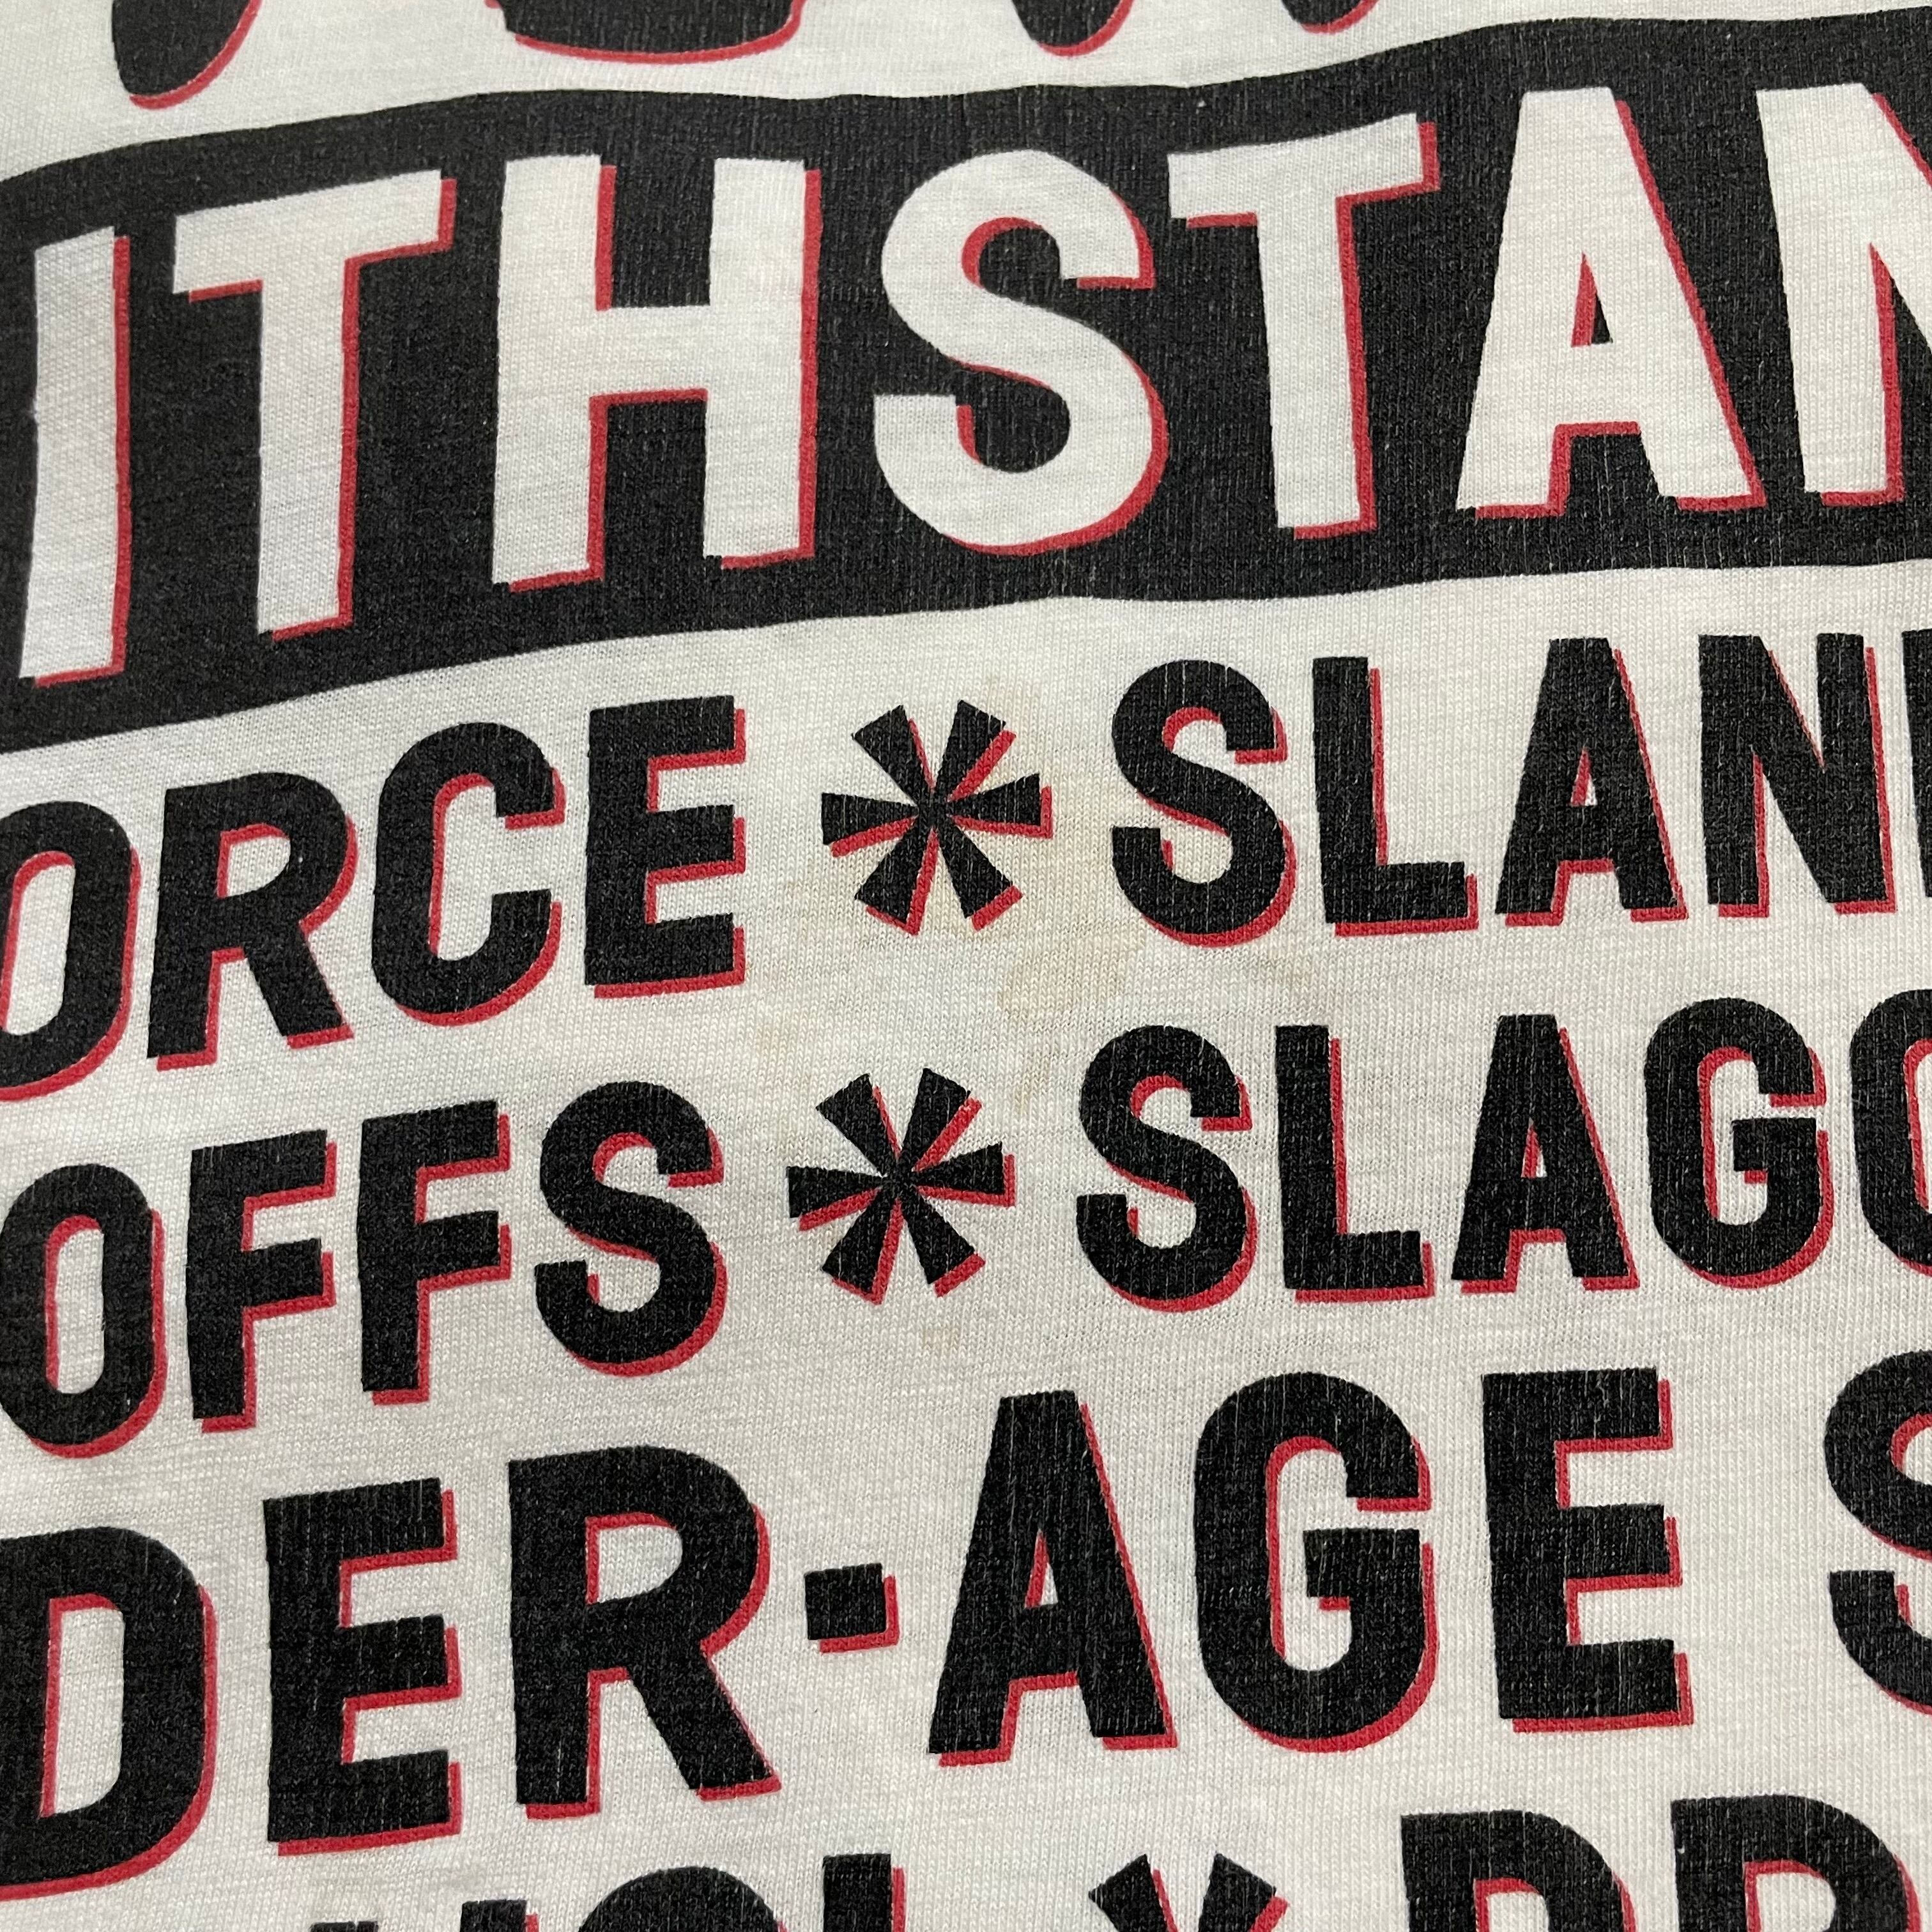 ITHSTAN
ORCE * SLAN
OFFS * SLAG
DER-AGE S